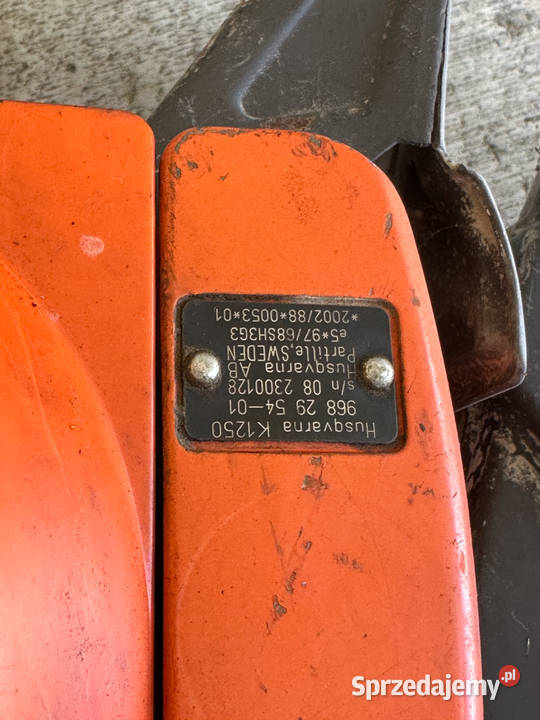 Husqvarna K1250
968 29 54-01
s/n 08 2300128
Husqvarna AB
Partille, SWEDEN
e5*97/68SH3G3
*2002/88*0053*01
Sprzedajemy.pl